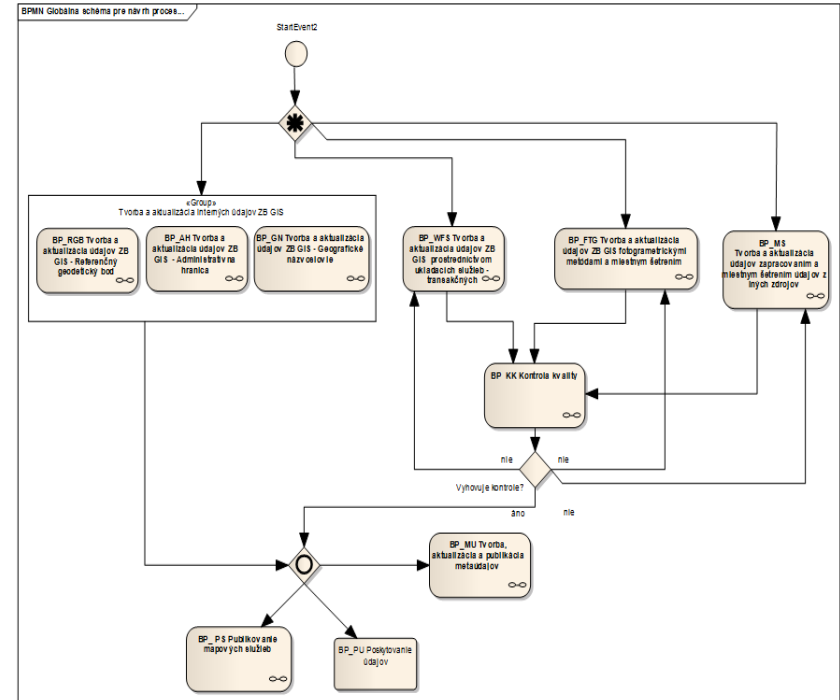 BPMN Globálna schéma pre návrh proces...
StartEvent2
«Group»
Tvorba a aktualizácia interných údajov ZB GIS
BP_RGB Tvorba a
aktualizácia údajov ZB
GIS - Referenčný
geodetický bod
BP_AH Tvorba a
aktualizácia údajov ZB
GIS - Administratívna
hranica
BP_GN Tvorba a aktualizácia
údajov ZB GIS - Geografické
názvoslovie
BP_WFS Tvorba a
aktualizácia údajov ZB
GIS prostredníctvom
ukladacích služieb -
transakčných
BP_FTG Tvorba a aktualizácia
údajov ZB GIS fotogrametrickými
metódami a miestnym šetrením
BP_MS
Tvorba a aktualizácia
údajov zapracovaním a
miestnym šetrením údajov z
iných zdrojov
BP_KK Kontrola kvality
nie
nie
Vyhovuje kontrole?
áno
nie
BP_MU Tvorba,
aktualizácia a publikácia
metaúdajov
BP_PS Publikovanie
mapových služieb
BP_PU Poskytovanie
údajov